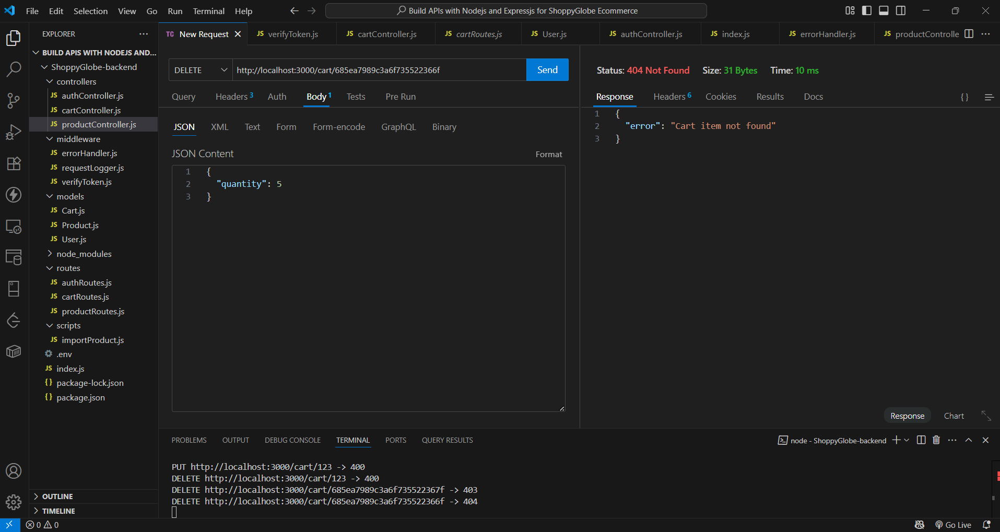 File Edit Selection View Go Run Terminal Help
Build APIs with Nodejs and Expressjs for ShoppyGlobe Ecommerce
EXPLORER
BUILD APIS WITH NODEJS AND...
ShoppyGlobe-backend
controllers
JS authController.js
JS cartController.js
JS productController.js
middleware
JS errorHandler.js
JS requestLogger.js
JS verifyToken.js
models
JS Cart.js
JS Product.js
JS User.js
node_modules
routes
JS authRoutes.js
JS cartRoutes.js
JS productRoutes.js
scripts
JS importProduct.js
.env
JS index.js
{} package-lock.json
{} package.json
OUTLINE
TIMELINE
TC New Request JS verifyToken.js JS cartController.js JS cartRoutes.js JS User.js JS authController.js JS index.js JS errorHandler.js JS productControlle
DELETE http://localhost:3000/cart/685ea7989c3a6f735522366f Send
Query Headers 3 Auth Body 1 Tests Pre Run
JSON XML Text Form Form-encode GraphQL Binary
JSON Content Format
1 {
2 "quantity": 5
3 }
Status: 404 Not Found Size: 31 Bytes Time: 10 ms
Response Headers 6 Cookies Results Docs {}
1 {
2 "error": "Cart item not found"
3 }
Response Chart
PROBLEMS OUTPUT DEBUG CONSOLE TERMINAL PORTS QUERY RESULTS
node - ShoppyGlobe-backend
PUT http://localhost:3000/cart/123 -> 400
DELETE http://localhost:3000/cart/123 -> 400
DELETE http://localhost:3000/cart/685ea7989c3a6f735522367f -> 403
DELETE http://localhost:3000/cart/685ea7989c3a6f735522366f -> 404
0 0
Go Live